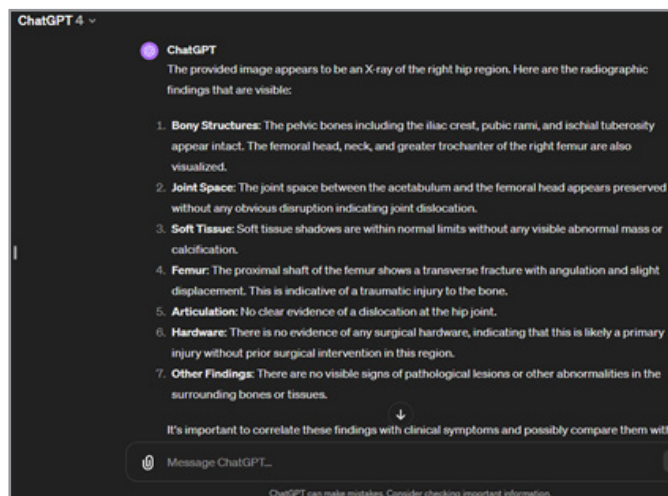 ChatGPT 4
ChatGPT
The provided image appears to be an X-ray of the right hip region. Here are the radiographic
findings that are visible:
1. Bony Structures: The pelvic bones including the iliac crest, pubic rami, and ischial tuberosity
appear intact. The femoral head, neck, and greater trochanter of the right femur are also
visualized.
2. Joint Space: The joint space between the acetabulum and the femoral head appears preserved
without any obvious disruption indicating joint dislocation.
3. Soft Tissue: Soft tissue shadows are within normal limits without any visible abnormal mass or
calcification.
4. Femur: The proximal shaft of the femur shows a transverse fracture with angulation and slight
displacement. This is indicative of a traumatic injury to the bone.
5. Articulation: No clear evidence of a dislocation at the hip joint.
6. Hardware: There is no evidence of any surgical hardware, indicating that this is likely a primary
injury without prior surgical intervention in this region.
7. Other Findings: There are no visible signs of pathological lesions or other abnormalities in the
surrounding bones or tissues.
It's important to correlate these findings with clinical symptoms and possibly compare them with
Message ChatGPT...
ChatGPT can make mistakes. Consider checking important information.